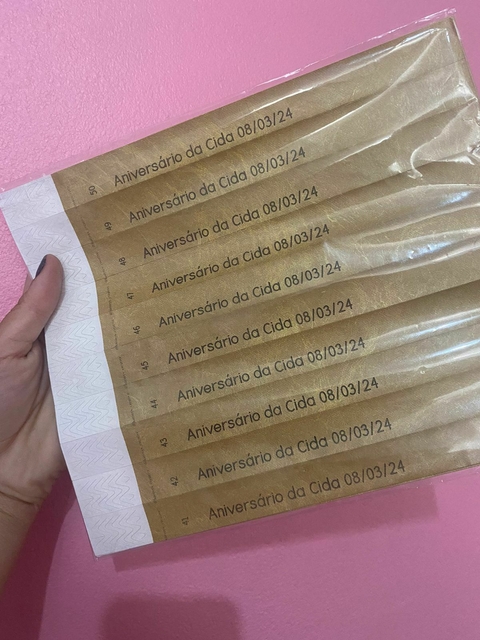 50 Aniversário da Cida 08/03/24
49 Aniversário da Cida 08/03/24
48 Aniversário da Cida 08/03/24
47 Aniversário da Cida 08/03/24
46 Aniversário da Cida 08/03/24
45 Aniversário da Cida 08/03/24
44 Aniversário da Cida 08/03/24
43 Aniversário da Cida 08/03/24
42 Aniversário da Cida 08/03/24
41 Aniversário da Cida 08/03/24